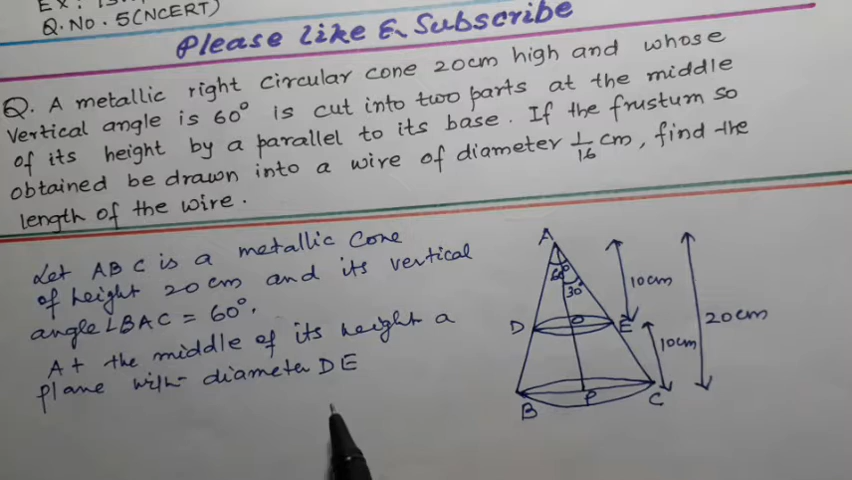 Q.No. 5(NCERT)
Please like & Subscribe
Q. A metallic right circular cone 20cm high and whose
vertical angle is 60° is cut into two parts at the middle
of its height by a parallel to its base. If the frustum so
obtained be drawn into a wire of diameter 1/16 cm, find the
length of the wire.
Let ABC is a metallic Cone
of height 20cm and its vertical
angle ∠BAC = 60°.
At the middle of its height a
plane with diameter DE
A
60°
30°
10cm
20cm
D
O
E
10cm
B
P
C